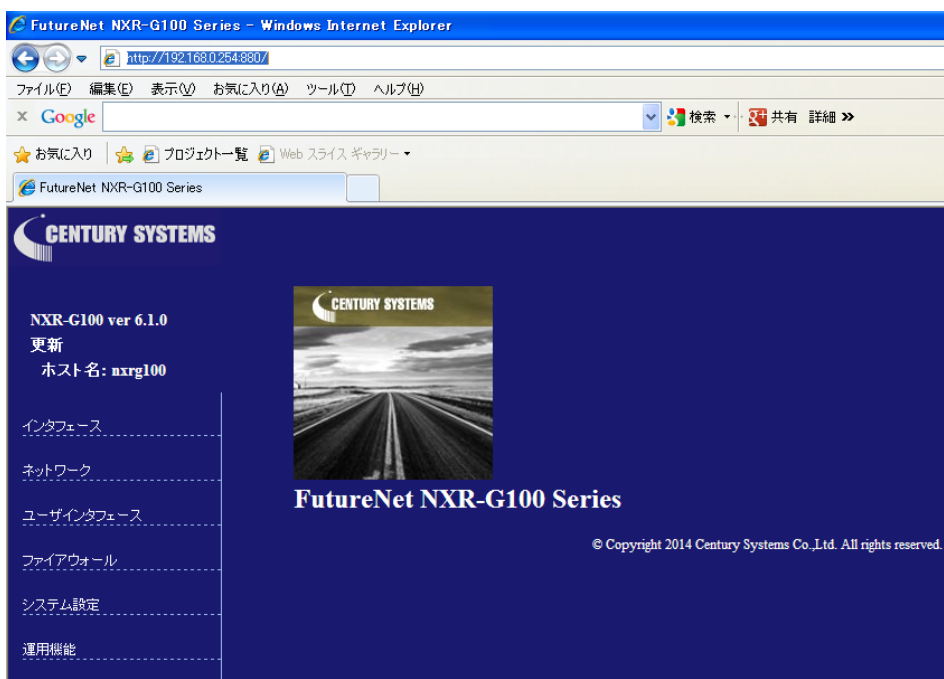 FutureNet NXR-G100 Series - Windows Internet Explorer
http://192.168.0.254:880/
ファイル(F) 編集(E) 表示(V) お気に入り(A) ツール(T) ヘルプ(H)
× Google 検索 共有 詳細 »
お気に入り プロジェクト一覧 Web スライス ギャラリー
FutureNet NXR-G100 Series
CENTURY SYSTEMS
CENTURY SYSTEMS
NXR-G100 ver 6.1.0
更新
ホスト名: nxrg100
インタフェース
ネットワーク
ユーザインタフェース
ファイアウォール
システム設定
運用機能
FutureNet NXR-G100 Series
© Copyright 2014 Century Systems Co.,Ltd. All rights reserved.